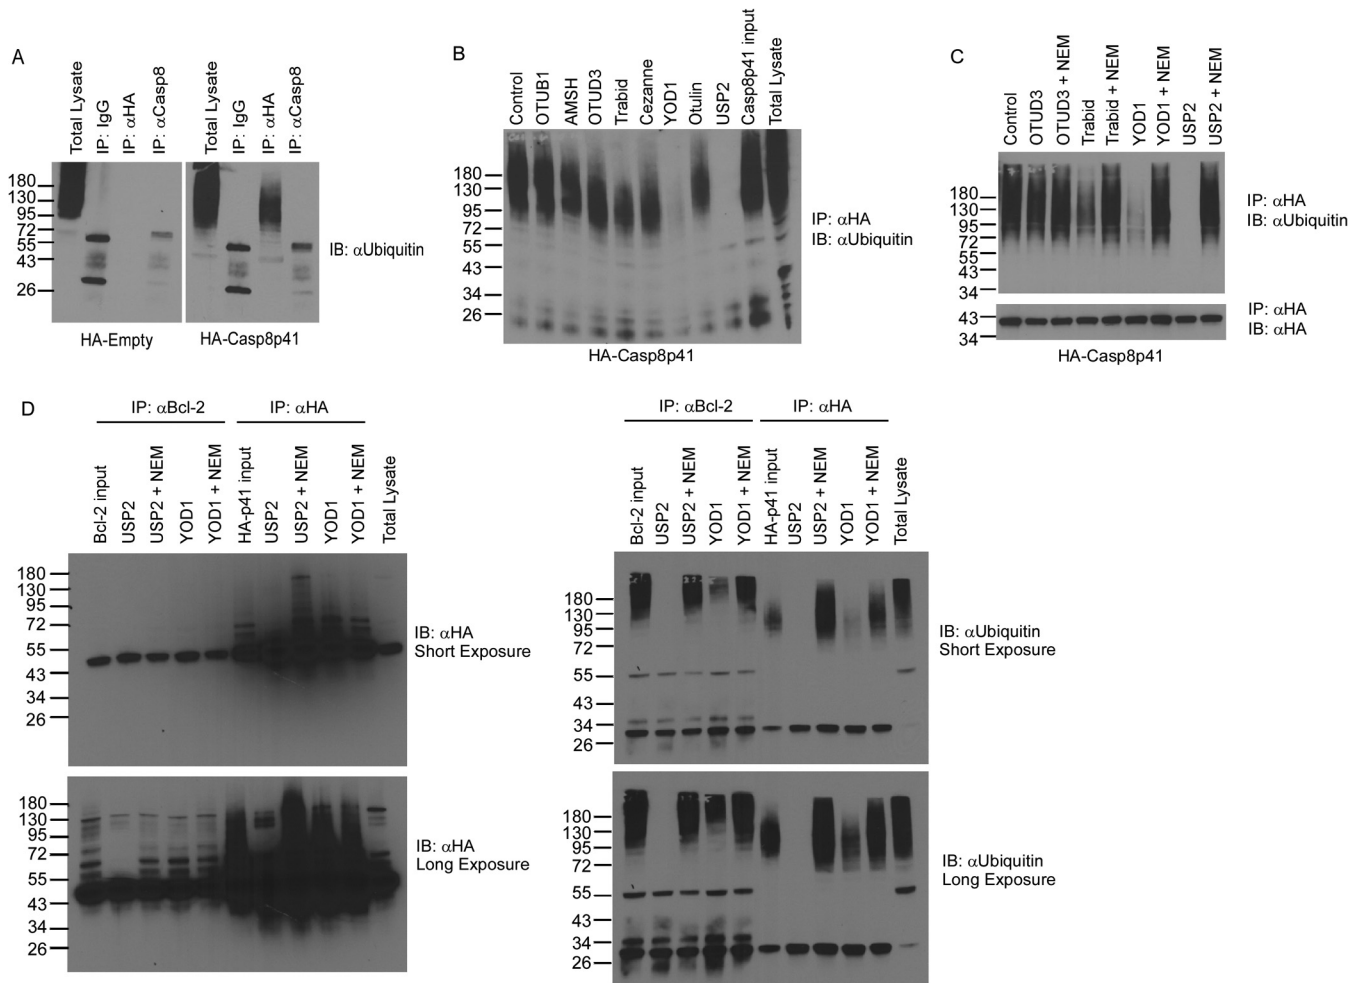 A
Total Lysate
IP: IgG
IP: αHA
IP: αCasp8
Total Lysate
IP: IgG
IP: αHA
IP: αCasp8
180
130
95
72
55
43
26
IB: αUbiquitin
HA-Empty
HA-Casp8p41
B
Control
OTUB1
AMSH
OTUD3
Trabid
Cezanne
YOD1
Otulin
USP2
Casp8p41 input
Total Lysate
180
130
95
72
55
43
34
26
IP: αHA
IB: αUbiquitin
HA-Casp8p41
C
Control
OTUD3
OTUD3 + NEM
Trabid
Trabid + NEM
YOD1
YOD1 + NEM
USP2
USP2 + NEM
180
130
95
72
55
43
34
IP: αHA
IB: αUbiquitin
43
34
IP: αHA
IB: αHA
HA-Casp8p41
D
IP: αBcl-2
IP: αHA
Bcl-2 input
USP2
USP2 + NEM
YOD1
YOD1 + NEM
HA-p41 input
USP2
USP2 + NEM
YOD1
YOD1 + NEM
Total Lysate
180
130
95
72
55
43
34
26
IB: αHA
Short Exposure
180
130
95
72
55
43
34
26
IB: αHA
Long Exposure
IP: αBcl-2
IP: αHA
Bcl-2 input
USP2
USP2 + NEM
YOD1
YOD1 + NEM
HA-p41 input
USP2
USP2 + NEM
YOD1
YOD1 + NEM
Total Lysate
180
130
95
72
55
43
34
26
IB: αUbiquitin
Short Exposure
180
130
95
72
55
43
34
26
IB: αUbiquitin
Long Exposure